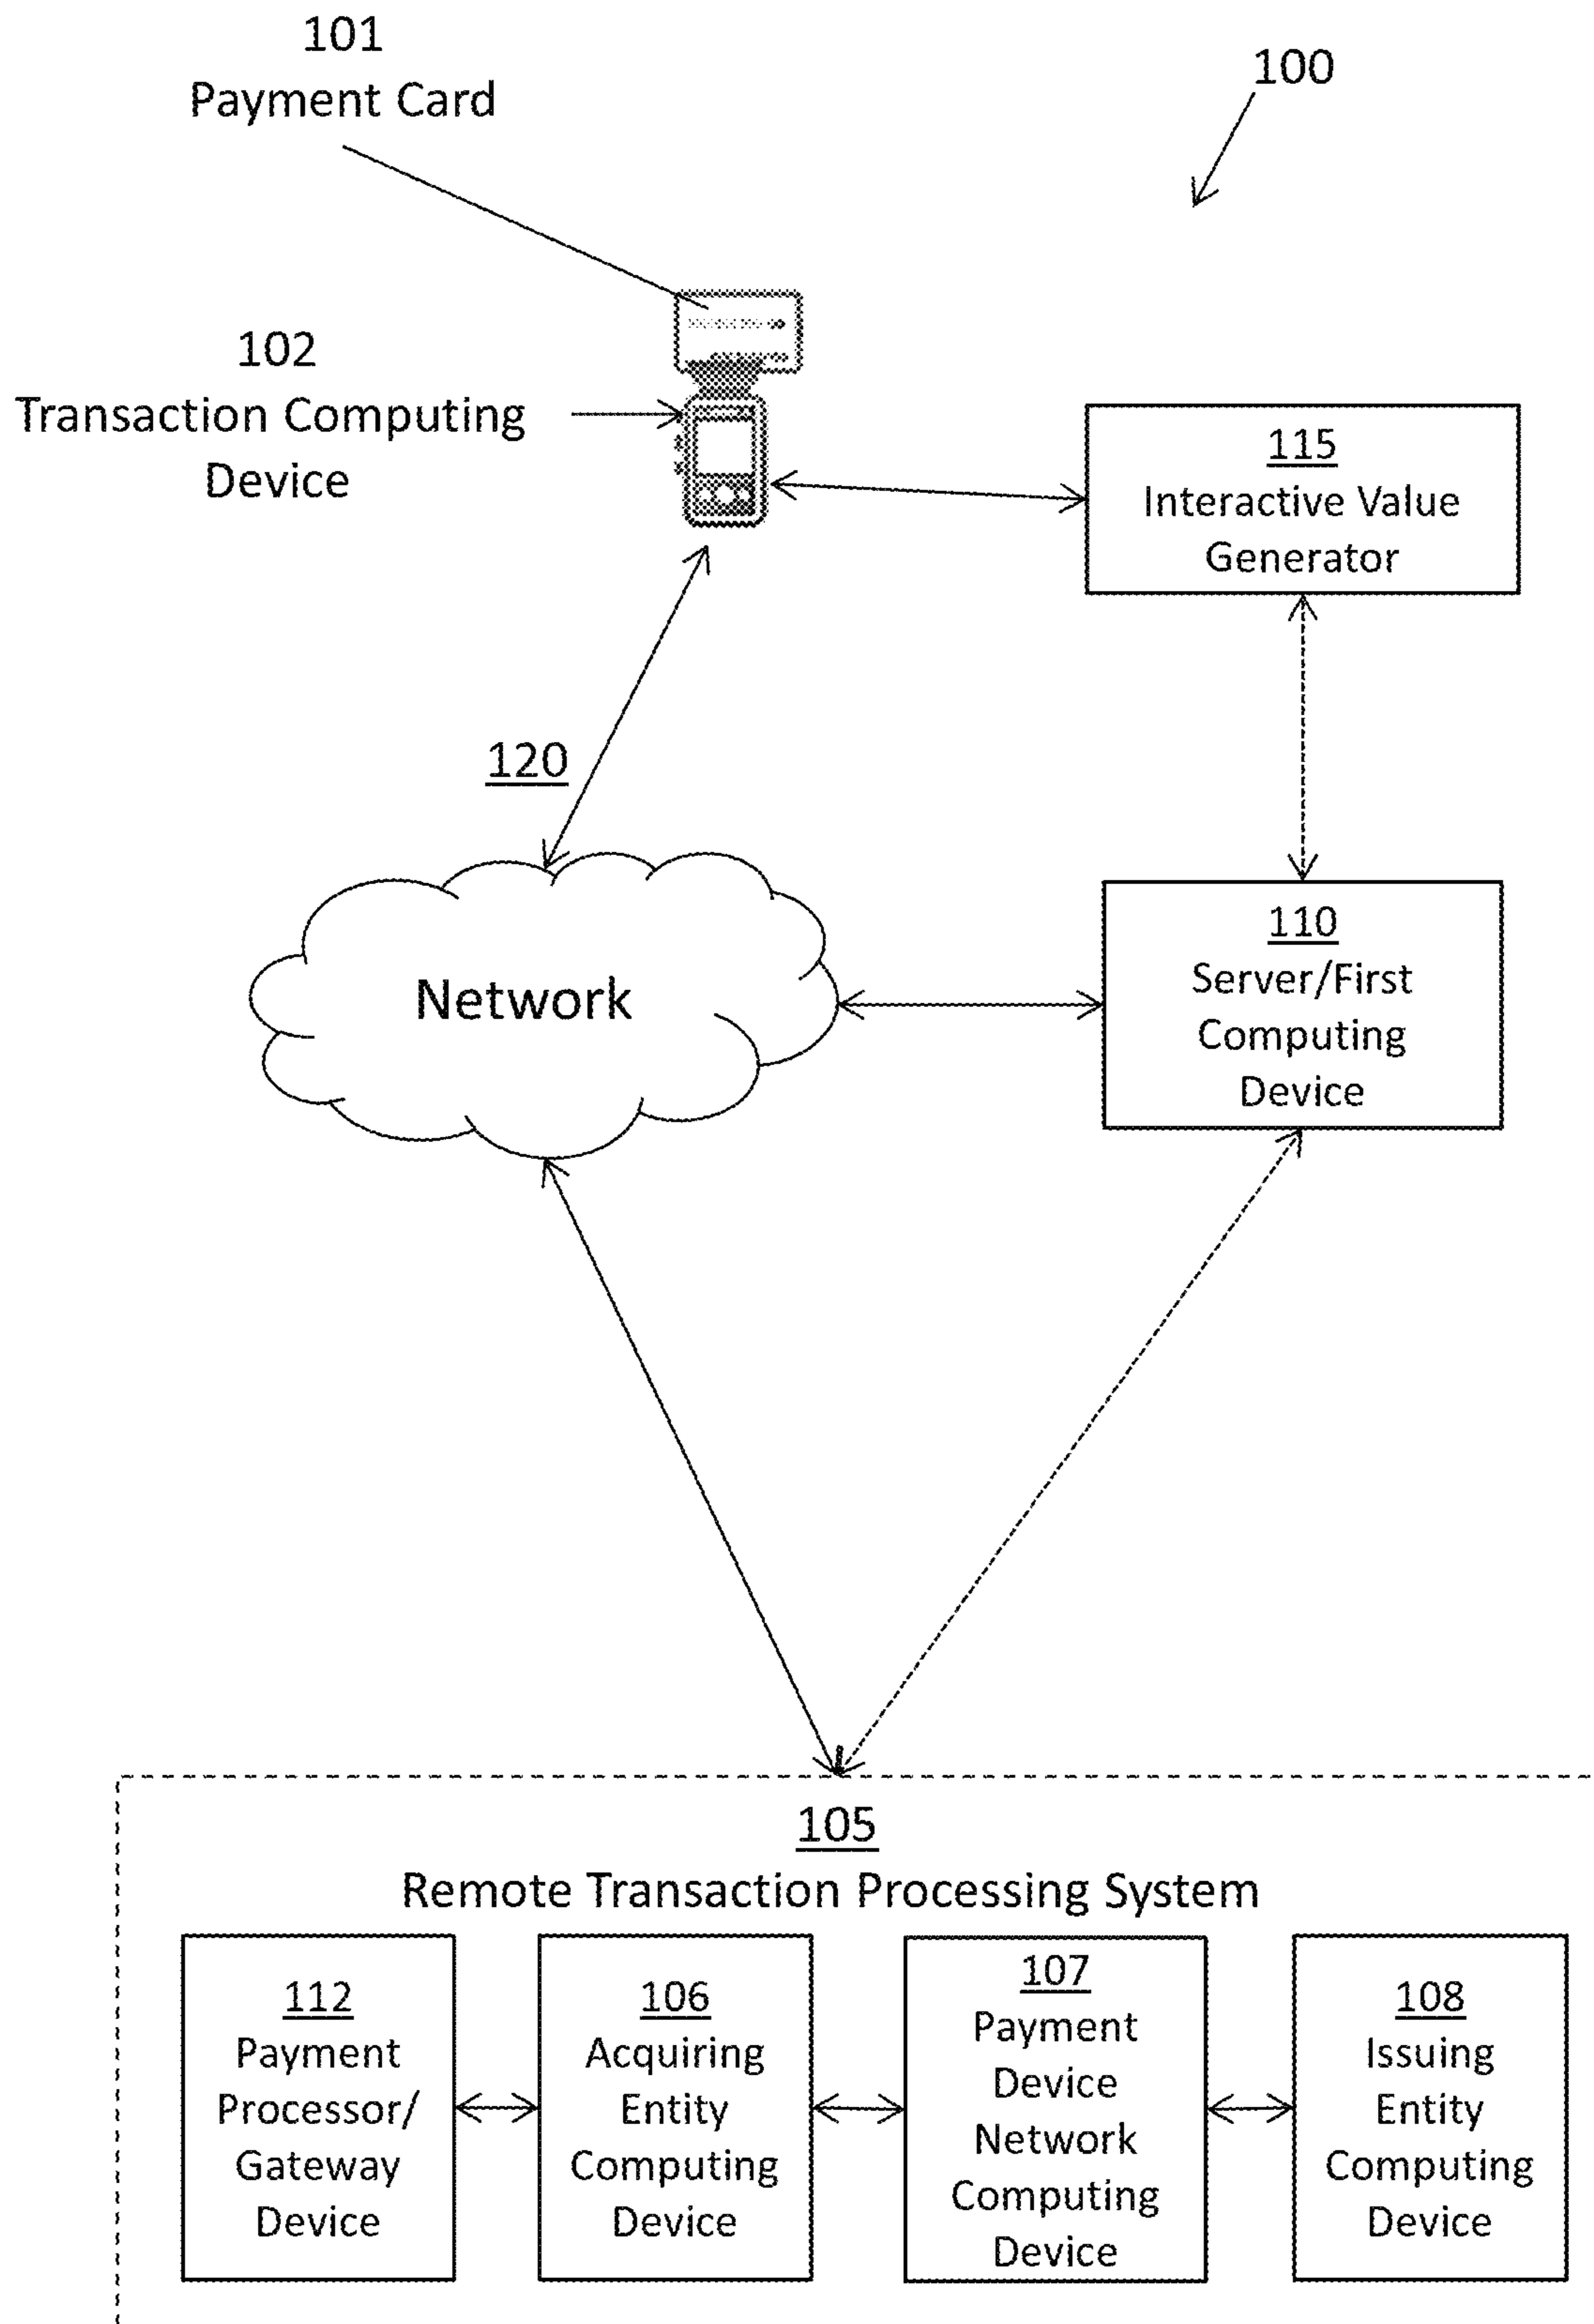 101
Payment Card
100
102
Transaction Computing
Device
115
Interactive Value
Generator
120
Network
110
Server/First
Computing
Device
105
Remote Transaction Processing System
112
Payment
Processor/
Gateway
Device
106
Acquiring
Entity
Computing
Device
107
Payment
Device
Network
Computing
Device
108
Issuing
Entity
Computing
Device